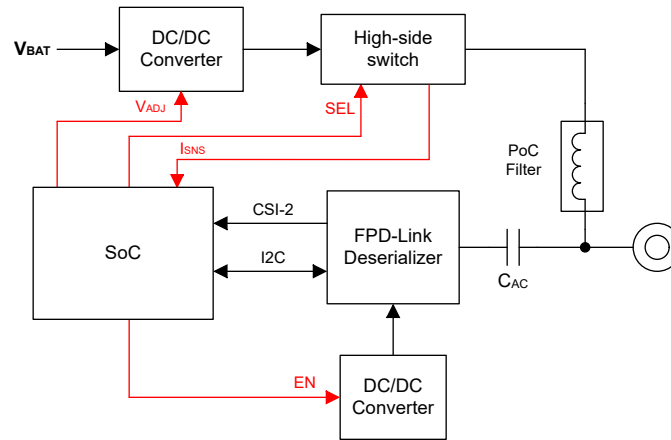 VBAT
DC/DC
Converter
High-side
switch
VADJ
SEL
ISNS
PoC
Filter
SoC
CSI-2
I2C
FPD-Link
Deserializer
CAC
EN
DC/DC
Converter